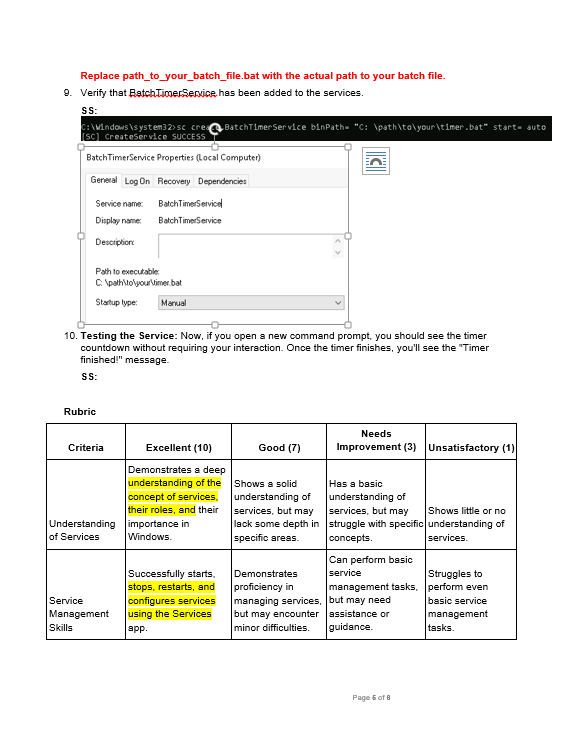 Replace path_to_your_batch_file.bat with the actual path to your batch file.
9. Verify that BatchTimerService has been added to the services.
SS:
C:\Windows\system32>sc create BatchTimerService binPath= "C: \path\to\your\timer.bat" start= auto
[SC] CreateService SUCCESS
BatchTimerService Properties (Local Computer)
General Log On Recovery Dependencies
Service name: BatchTimerService
Display name: BatchTimerService
Description:
Path to executable:
C: \path\to\your\timer.bat
Startup type: Manual
10. Testing the Service: Now, if you open a new command prompt, you should see the timer
countdown without requiring your interaction. Once the timer finishes, you'll see the "Timer
finished!" message.
SS:
Rubric
Criteria Excellent (10) Good (7) Needs Improvement (3) Unsatisfactory (1)
Understanding
of Services
Demonstrates a deep
understanding of the
concept of services,
their roles, and their
importance in
Windows.
Shows a solid
understanding of
services, but may
lack some depth in
specific areas.
Has a basic
understanding of
services, but may
struggle with specific
concepts.
Shows little or no
understanding of
services.
Service
Management
Skills
Successfully starts,
stops, restarts, and
configures services
using the Services
app.
Demonstrates
proficiency in
managing services,
but may encounter
minor difficulties.
Can perform basic
service
management tasks,
but may need
assistance or
guidance.
Struggles to
perform even
basic service
management
tasks.
Page 5 of 8